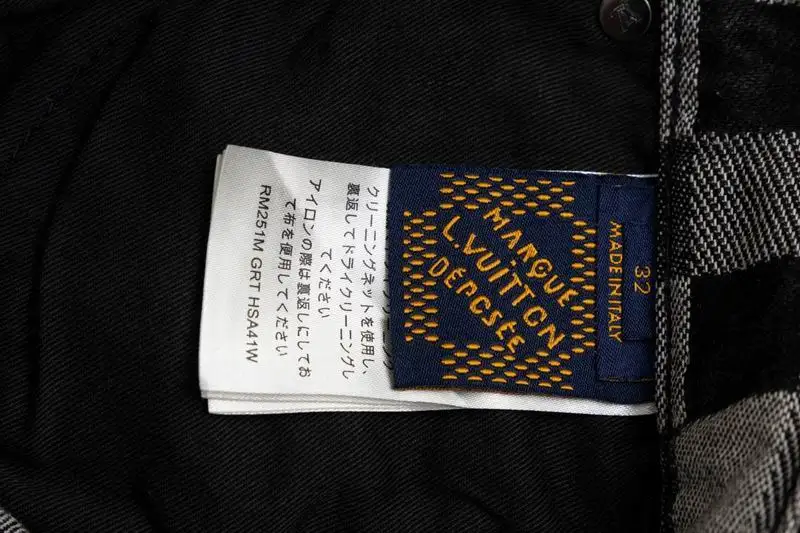 クリーニングネットを使用し、
裏返してドライクリーニングし
てください
アイロンの際は裏返しにしてお
て布を使用してください
RM251M GRT HSA41W
MARQUE
L.VUITTON
DÉPOSÉE
MADE IN ITALY
32